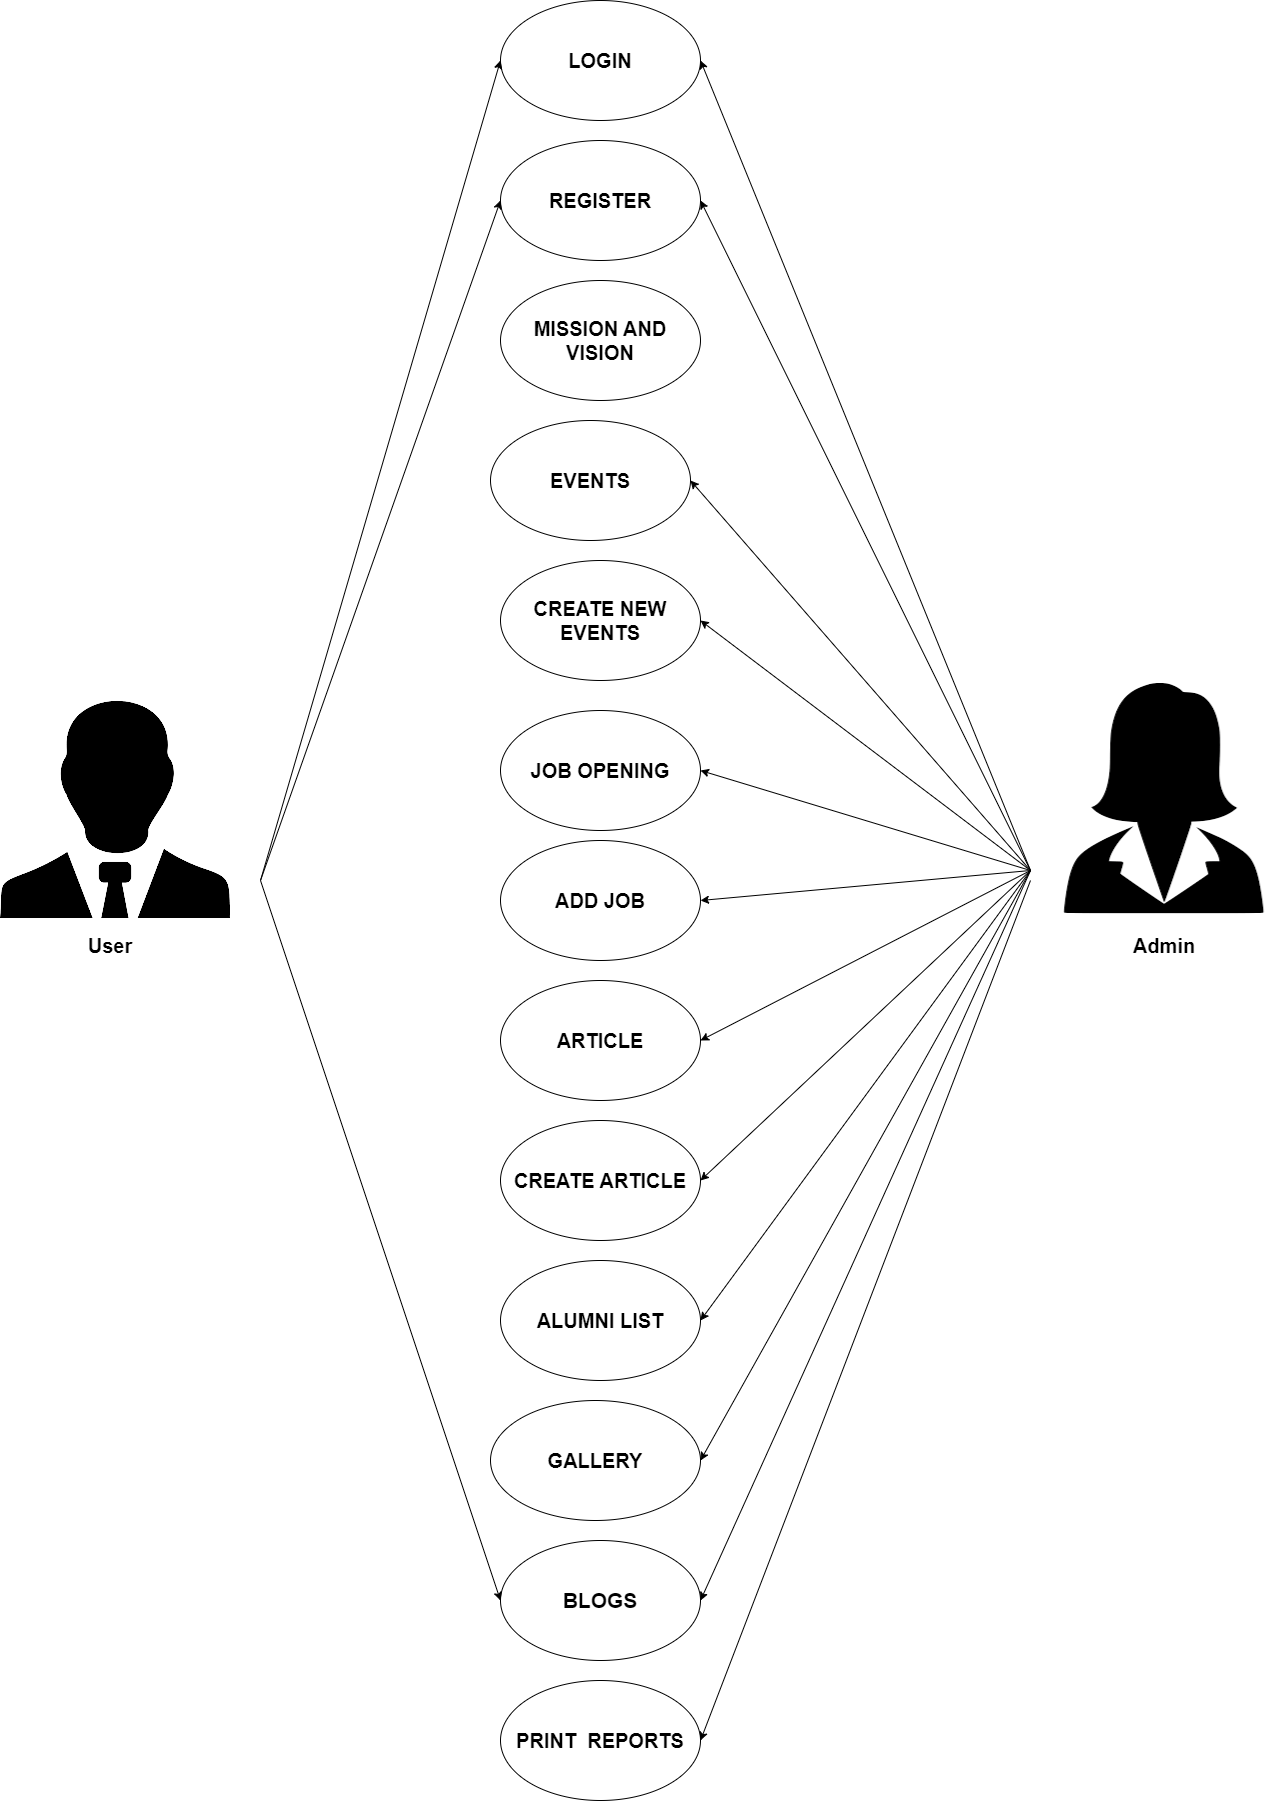 LOGIN
REGISTER
MISSION AND
VISION
EVENTS
CREATE NEW
EVENTS
JOB OPENING
ADD JOB
User
Admin
ARTICLE
CREATE ARTICLE
ALUMNI LIST
GALLERY
BLOGS
PRINT  REPORTS